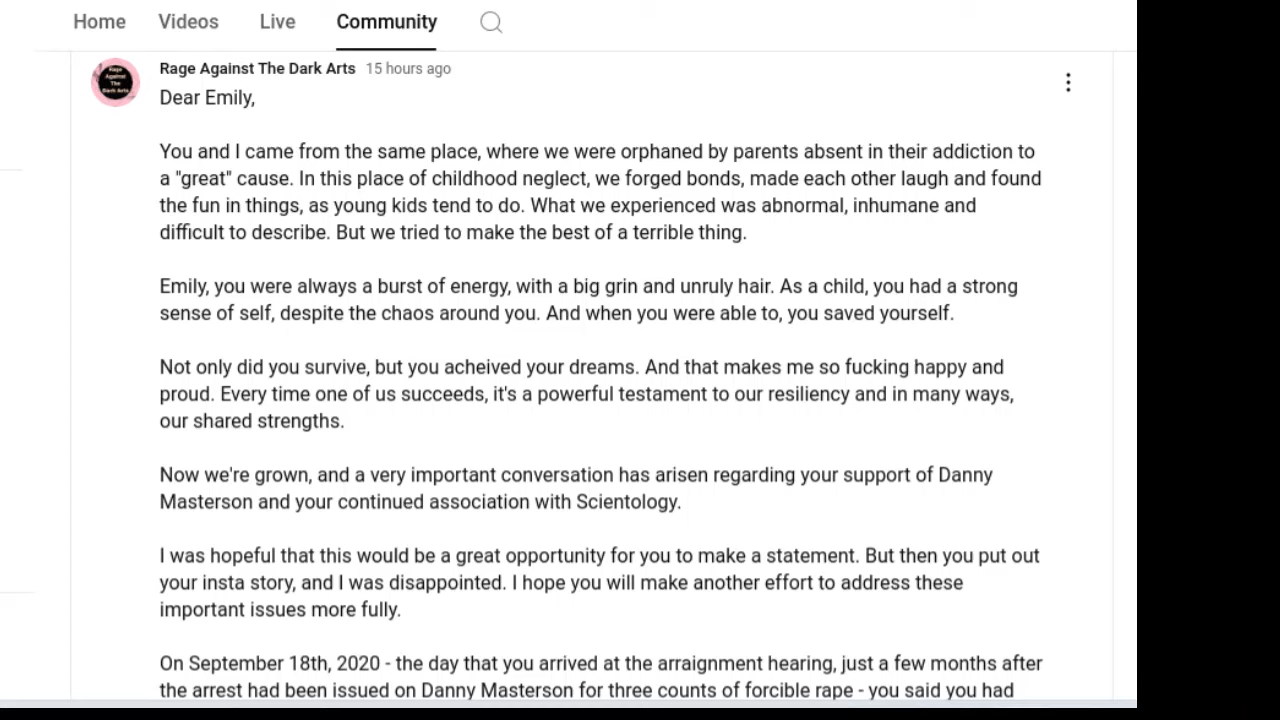 Home Videos Live Community
Rage Against The Dark Arts 15 hours ago
Rage
Against
The
Dark Arts
Dear Emily,
You and I came from the same place, where we were orphaned by parents absent in their addiction to
a "great" cause. In this place of childhood neglect, we forged bonds, made each other laugh and found
the fun in things, as young kids tend to do. What we experienced was abnormal, inhumane and
difficult to describe. But we tried to make the best of a terrible thing.
Emily, you were always a burst of energy, with a big grin and unruly hair. As a child, you had a strong
sense of self, despite the chaos around you. And when you were able to, you saved yourself.
Not only did you survive, but you acheived your dreams. And that makes me so fucking happy and
proud. Every time one of us succeeds, it's a powerful testament to our resiliency and in many ways,
our shared strengths.
Now we're grown, and a very important conversation has arisen regarding your support of Danny
Masterson and your continued association with Scientology.
I was hopeful that this would be a great opportunity for you to make a statement. But then you put out
your insta story, and I was disappointed. I hope you will make another effort to address these
important issues more fully.
On September 18th, 2020 - the day that you arrived at the arraignment hearing, just a few months after
the arrest had been issued on Danny Masterson for three counts of forcible rape - you said you had